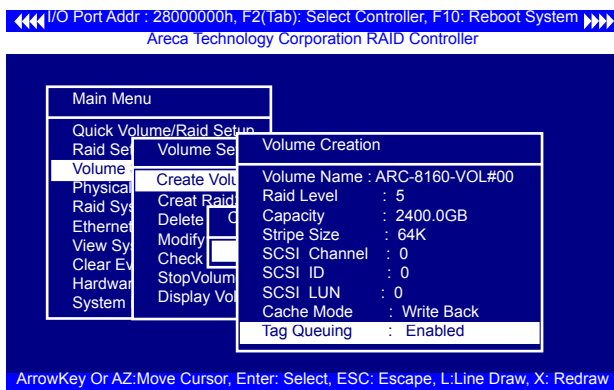 I/O Port Addr : 28000000h, F2(Tab): Select Controller, F10: Reboot System
Areca Technology Corporation RAID Controller
Main Menu
Quick Volume/Raid Setup
Raid Set
Volume
Physical
Raid Sys
Ethernet
View Sy
Clear Ev
Hardwar
System
Volume Se
Create Volu
Creat Raid
Delete
Modify
Check
StopVolum
Display Vol
C
Volume Creation
Volume Name : ARC-8160-VOL#00
Raid Level : 5
Capacity : 2400.0GB
Stripe Size : 64K
SCSI Channel : 0
SCSI ID : 0
SCSI LUN : 0
Cache Mode : Write Back
Tag Queuing : Enabled
ArrowKey Or AZ:Move Cursor, Enter: Select, ESC: Escape, L:Line Draw, X: Redraw